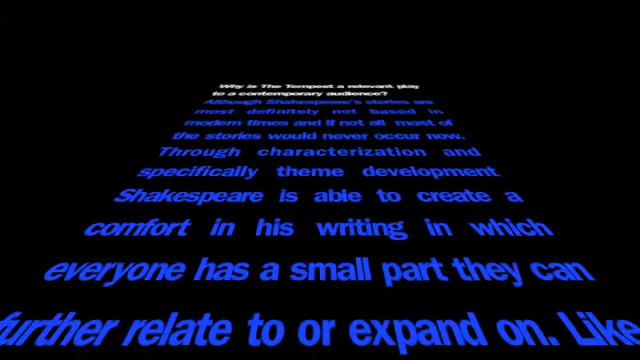 Why is The Tempest a relevant play
to a contemporary audience?
Although Shakespeare's stories are
most definitely not based in
modern times and if not all most of
the stories would never occur now.
Through characterization and
specifically theme development
Shakespeare is able to create a
comfort in his writing in which
everyone has a small part they can
further relate to or expand on. Like